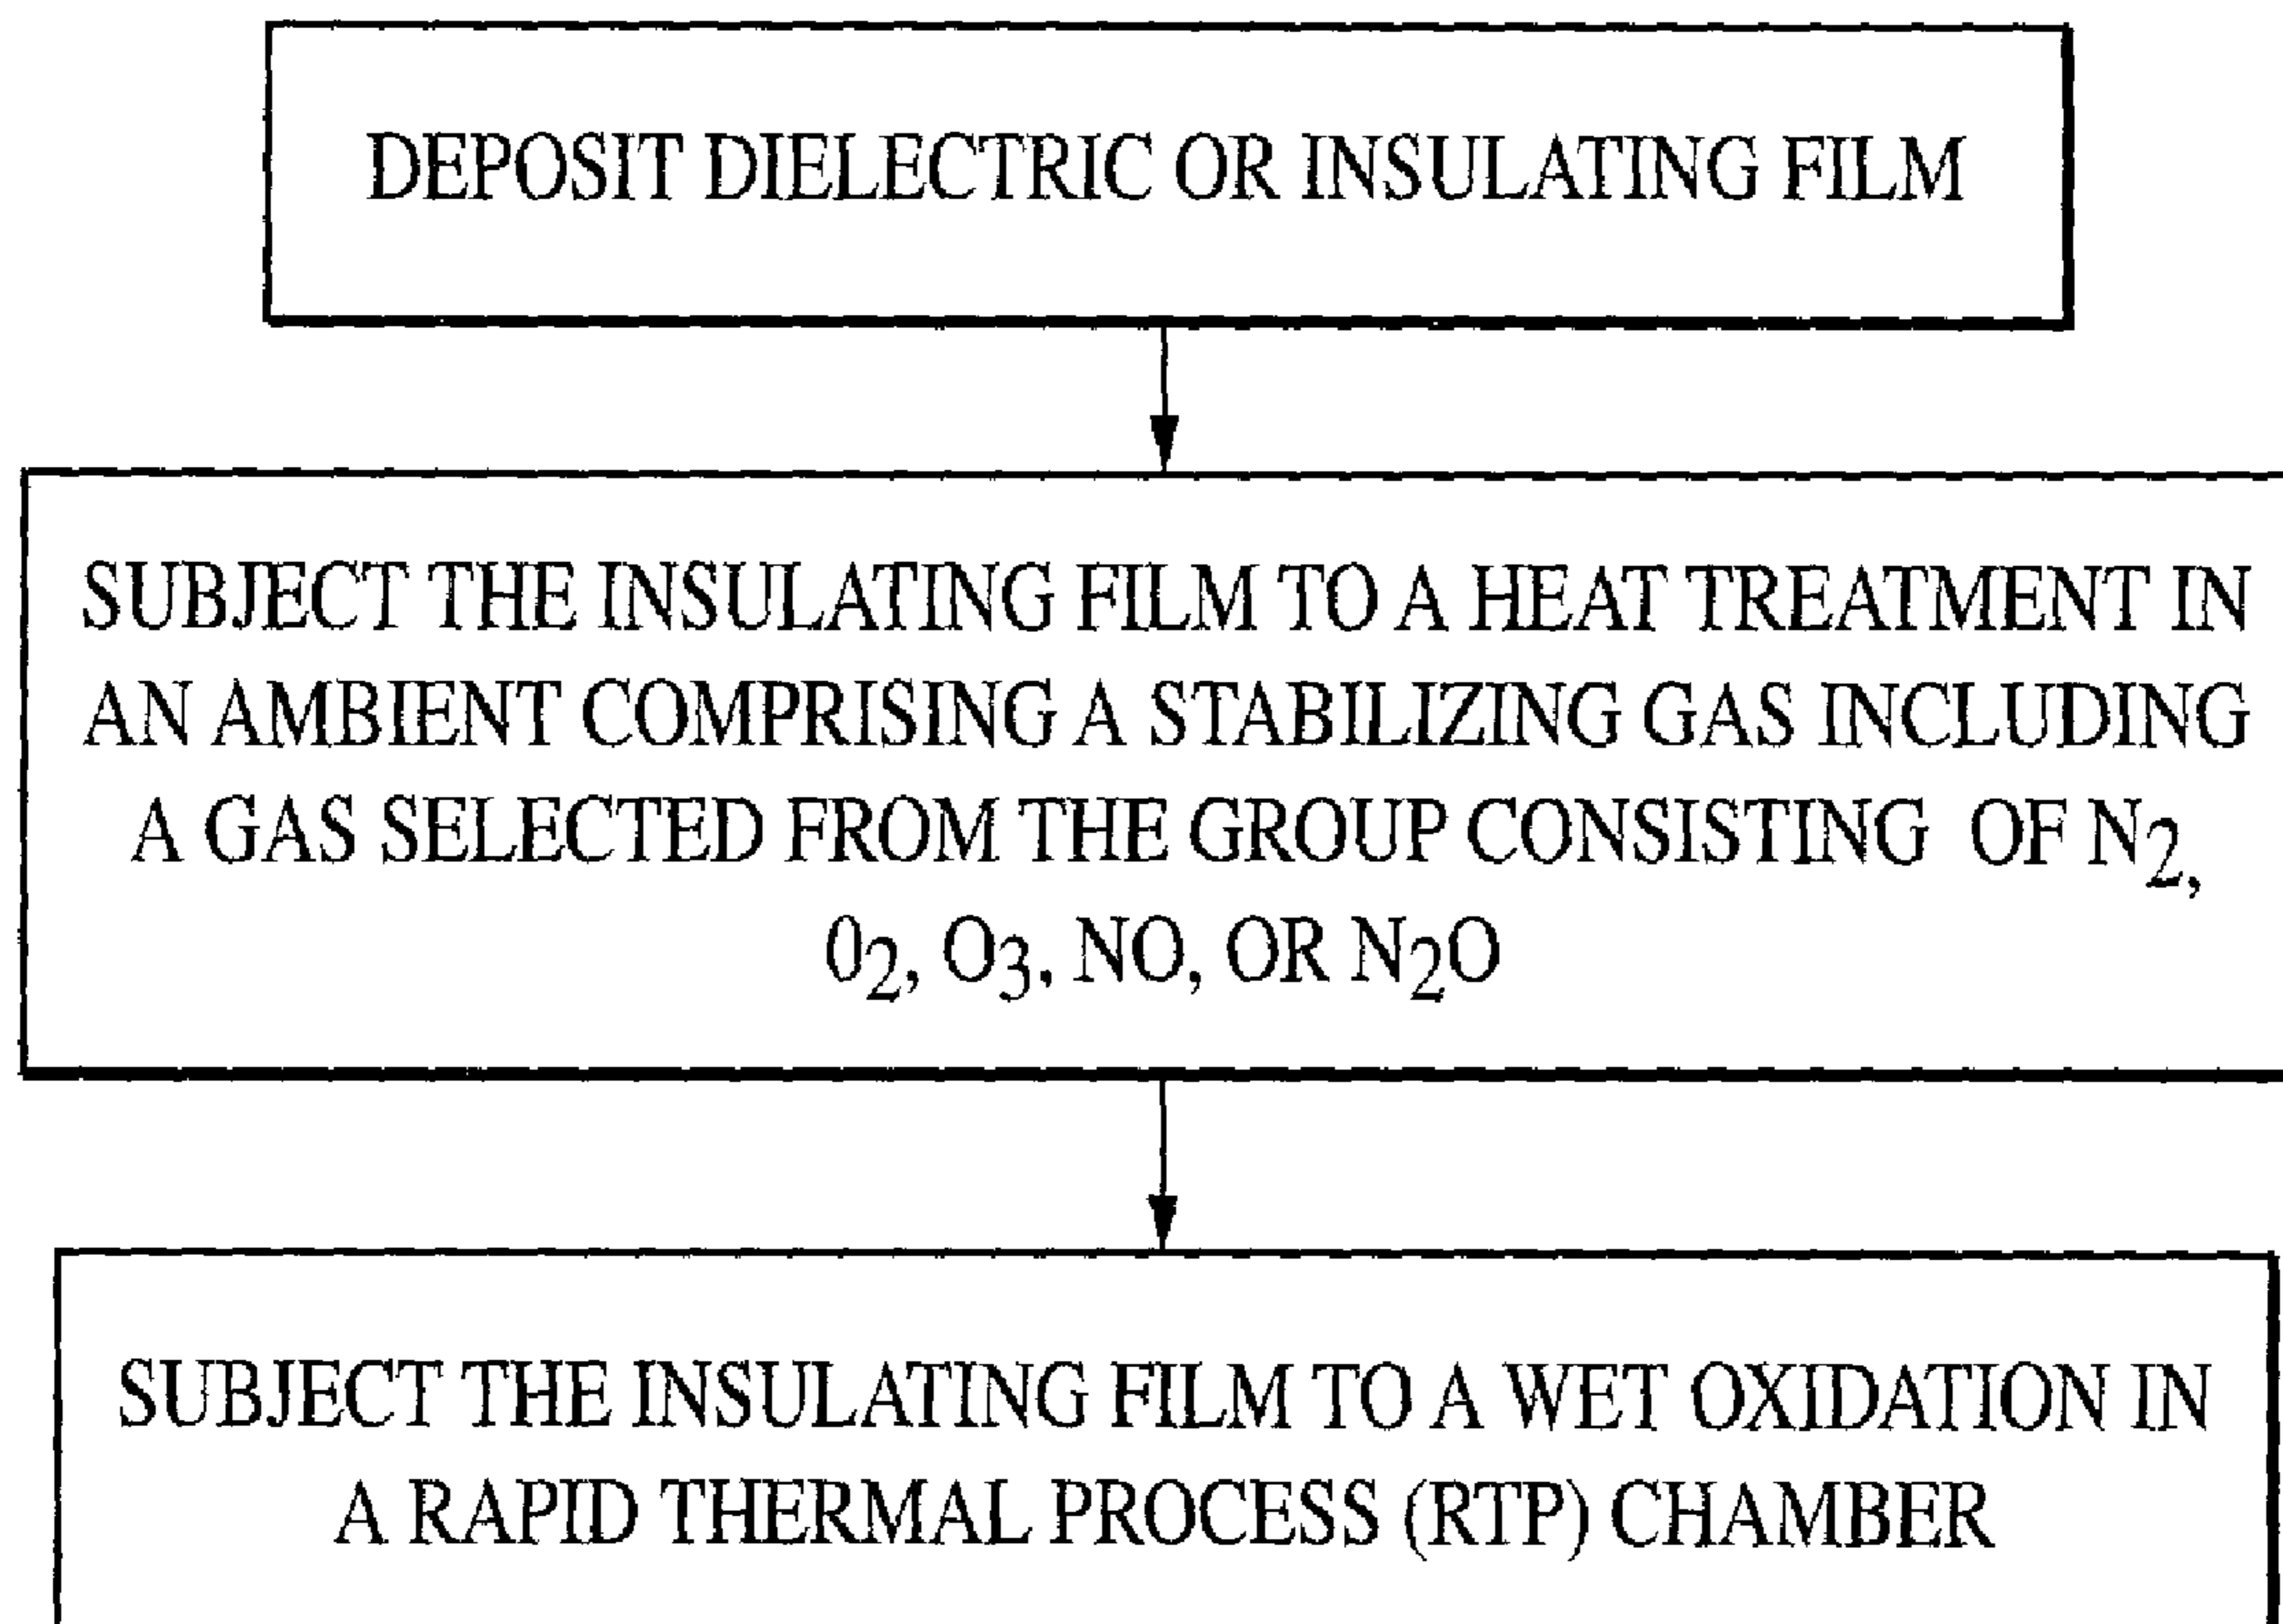 DEPOSIT DIELECTRIC OR INSULATING FILM
SUBJECT THE INSULATING FILM TO A HEAT TREATMENT IN
AN AMBIENT COMPRISING A STABILIZING GAS INCLUDING
A GAS SELECTED FROM THE GROUP CONSISTING OF N2,
02, O3, NO, OR N2O
SUBJECT THE INSULATING FILM TO A WET OXIDATION IN
A RAPID THERMAL PROCESS (RTP) CHAMBER